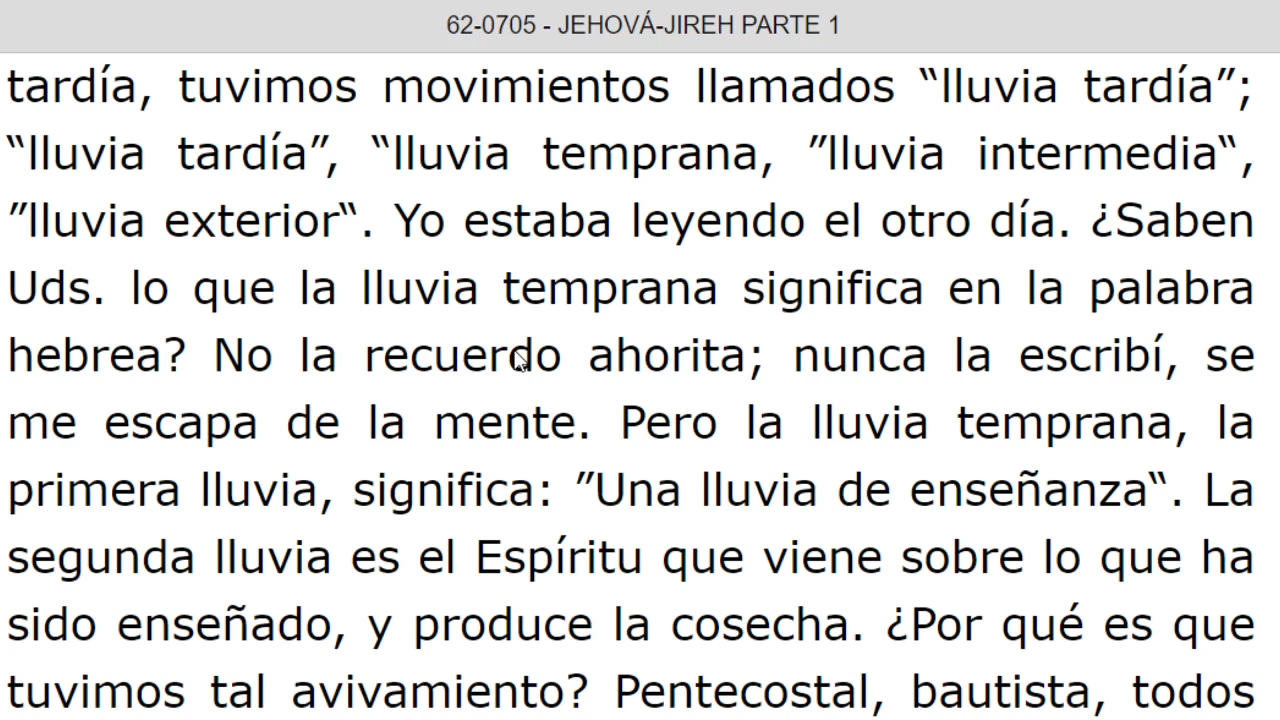 62-0705 - JEHOVÁ-JIREH PARTE 1
tardía, tuvimos movimientos llamados “lluvia tardía”;
“lluvia tardía”, “lluvia temprana, ”lluvia intermedia“,
”lluvia exterior“. Yo estaba leyendo el otro día. ¿Saben
Uds. lo que la lluvia temprana significa en la palabra
hebrea? No la recuerdo ahorita; nunca la escribí, se
me escapa de la mente. Pero la lluvia temprana, la
primera lluvia, significa: ”Una lluvia de enseñanza“. La
segunda lluvia es el Espíritu que viene sobre lo que ha
sido enseñado, y produce la cosecha. ¿Por qué es que
tuvimos tal avivamiento? Pentecostal, bautista, todos